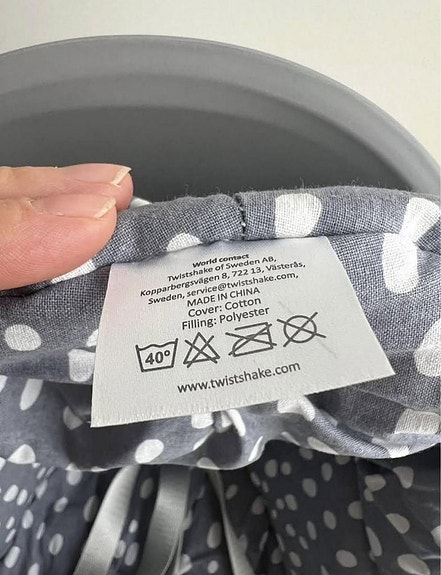 World contact
Twistshake of Sweden AB,
Kopparbergsvägen 8, 722 13, Västerås,
Sweden, service@twistshake.com,
MADE IN CHINA
Cover: Cotton
Filling: Polyester
40°
www.twistshake.com